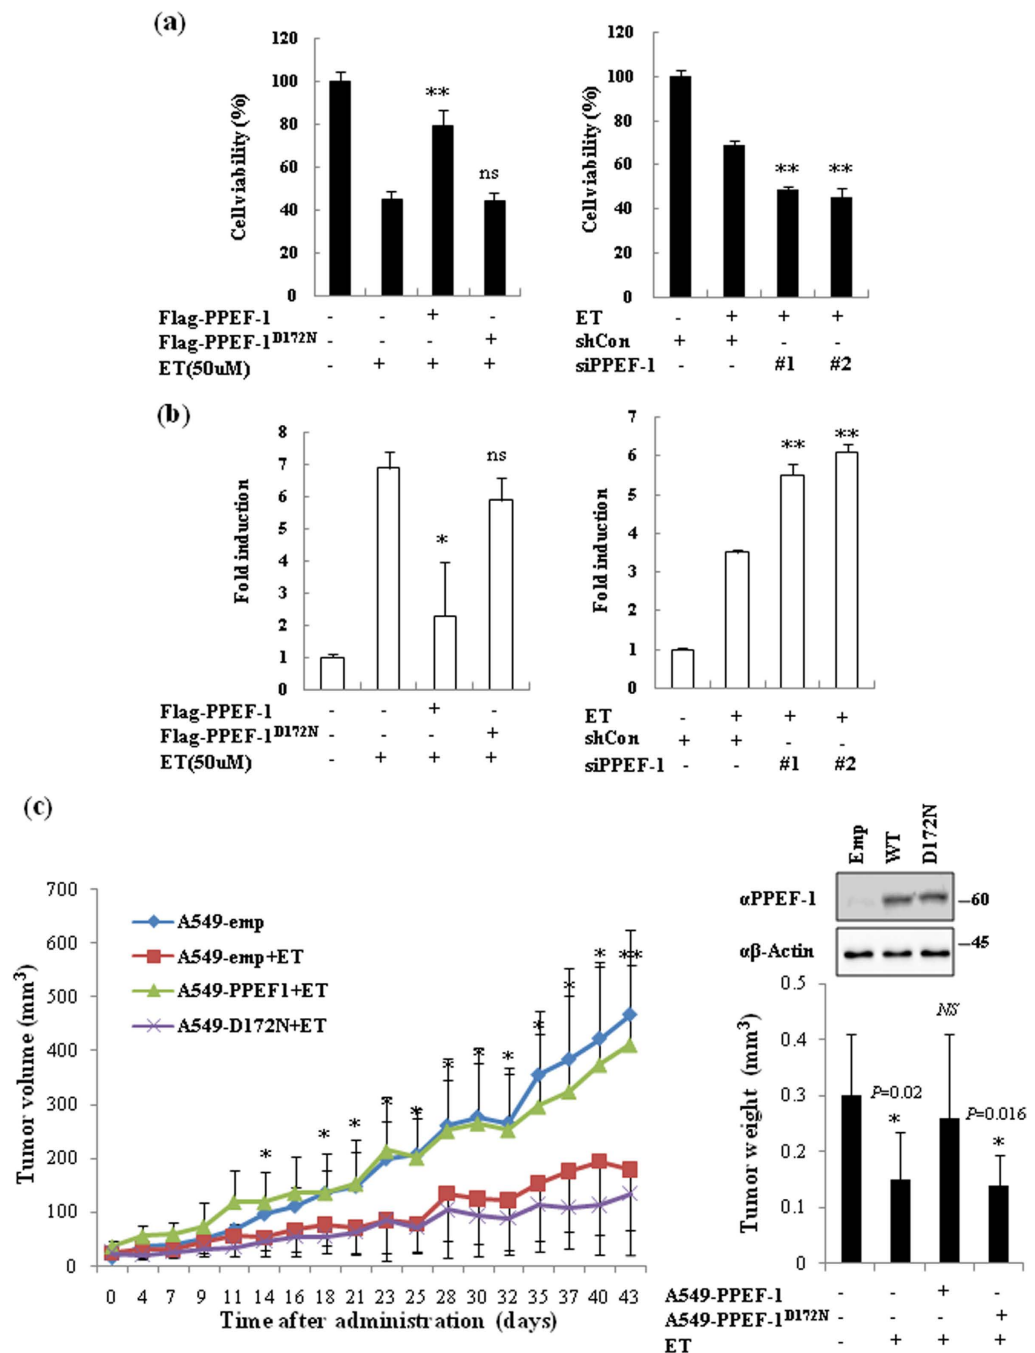 (a)
120
100
80
60
40
20
0
Cell viability (%)
**
ns
Flag-PPEF-1 - - + -
Flag-PPEF-1D172N - - - +
ET(50uM) - + + +
120
100
80
60
40
20
0
Cell viability (%)
** **
ET - + + +
shCon + + - -
siPPEF-1 - - #1 #2
(b)
8
7
6
5
4
3
2
1
0
Fold induction
*
ns
Flag-PPEF-1 - - + -
Flag-PPEF-1D172N - - - +
ET(50uM) - + + +
7
6
5
4
3
2
1
0
Fold induction
** **
ET - + + +
shCon + + - -
siPPEF-1 - - #1 #2
(c)
700
600
500
400
300
200
100
0
Tumor volume (mm3)
A549-emp
A549-emp+ET
A549-PPEF1+ET
A549-D172N+ET
* * * * * * * * * * * **
0 4 7 9 11 14 16 18 21 23 25 28 30 32 35 37 40 43
Time after administration (days)
Emp WT D172N
αPPEF-1
–60
αβ-Actin
–45
0.5
0.4
0.3
0.2
0.1
0
Tumor weight (mm3)
P=0.02
*
NS
P=0.016
*
A549-PPEF-1 - - + -
A549-PPEF-1D172N - - - +
ET - + + +